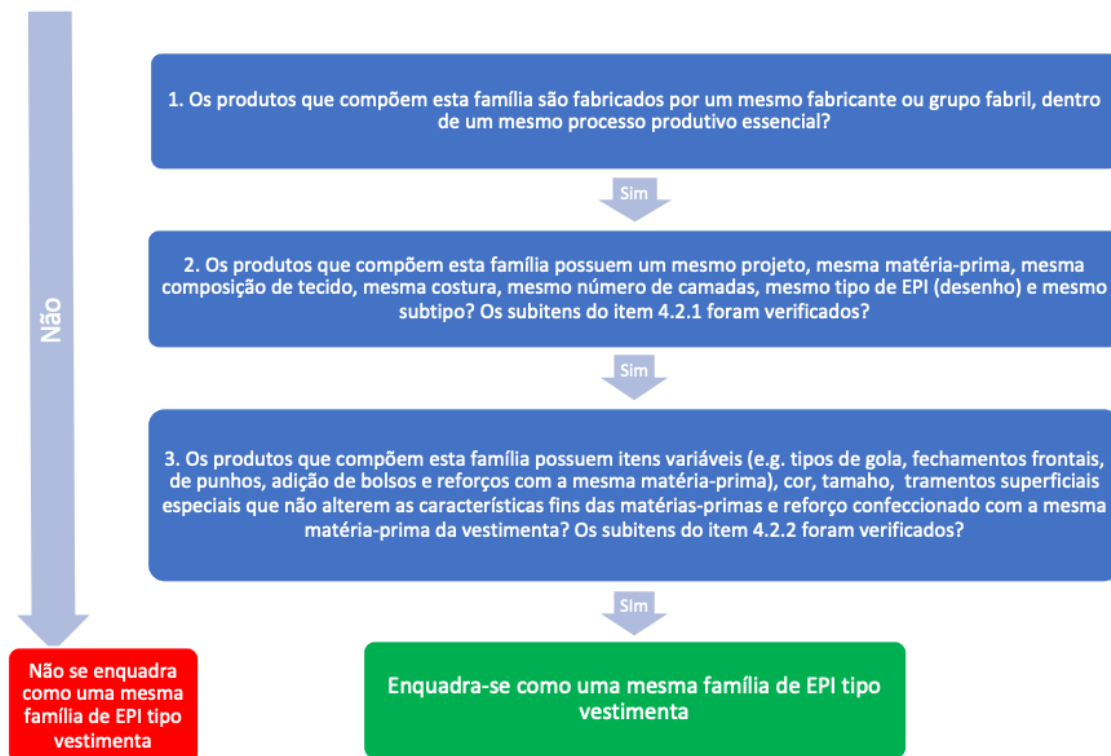 1. Os produtos que compõem esta família são fabricados por um mesmo fabricante ou grupo fabril, dentro
de um mesmo processo produtivo essencial?
Sim
2. Os produtos que compõem esta família possuem um mesmo projeto, mesma matéria-prima, mesma
composição de tecido, mesma costura, mesmo número de camadas, mesmo tipo de EPI (desenho) e mesmo
subtipo? Os subitens do item 4.2.1 foram verificados?
Não
Sim
3. Os produtos que compõem esta família possuem itens variáveis (e.g. tipos de gola, fechamentos frontais,
de punhos, adição de bolsos e reforços com a mesma matéria-prima), cor, tamaho, tramentos superficiais
especiais que não alterem as características fins das matérias-primas e reforço confeccionado com a mesma
matéria-prima da vestimenta? Os subitens do item 4.2.2 foram verificados?
Sim
Não se enquadra
como uma mesma
família de EPI tipo
vestimenta
Enquadra-se como uma mesma família de EPI tipo
vestimenta